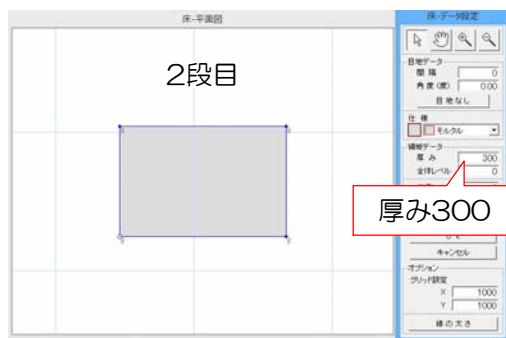 床-平面図
床-データ設定
2段目
目地データ
間隔 0
角度(度) 0.00
目地なし
仕様
モルタル
領域データ
厚み 300
全体レベル 0
厚み300
キャンセル
オプション
グリッド設定
X 1000
Y 1000
線の太さ